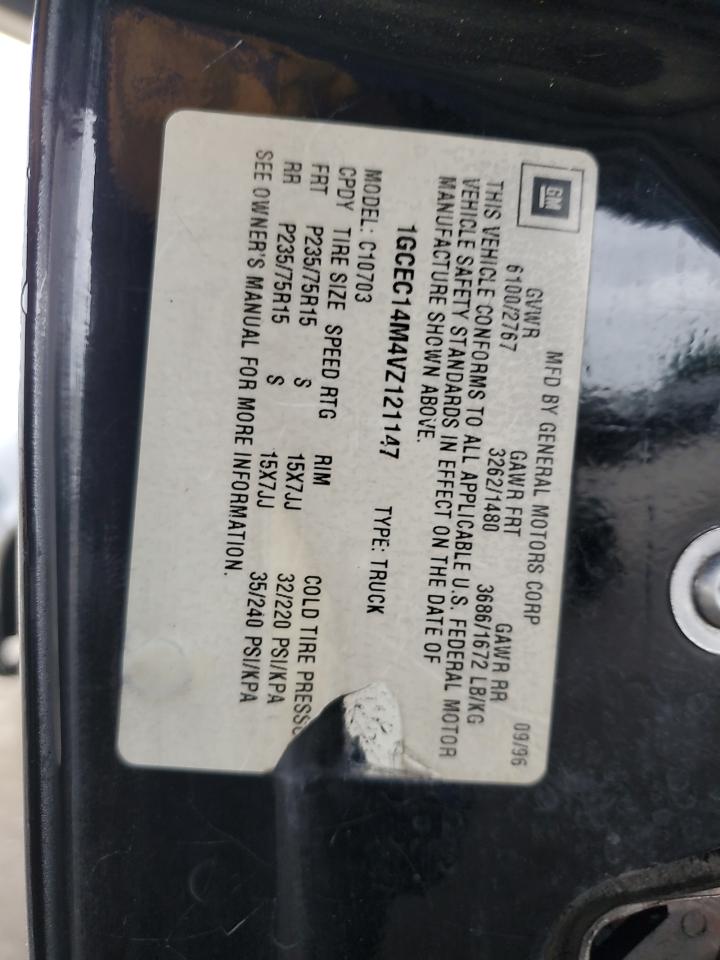 GM
MFD BY GENERAL MOTORS CORP 09/96
GVWR GAWR FRT GAWR RR
6100/2767 3262/1480 3686/1672 LB/KG
THIS VEHICLE CONFORMS TO ALL APPLICABLE U.S. FEDERAL MOTOR
VEHICLE SAFETY STANDARDS IN EFFECT ON THE DATE OF
MANUFACTURE SHOWN ABOVE.
1GCEC14M4VZ121147 TYPE: TRUCK
MODEL: C10703
CPDY TIRE SIZE SPEED RTG RIM COLD TIRE PRESSU
FRT P235/75R15 S 15X7JJ 32/220 PSI/KPA
RR P235/75R15 S 15X7JJ 35/240 PSI/KPA
SEE OWNER'S MANUAL FOR MORE INFORMATION.